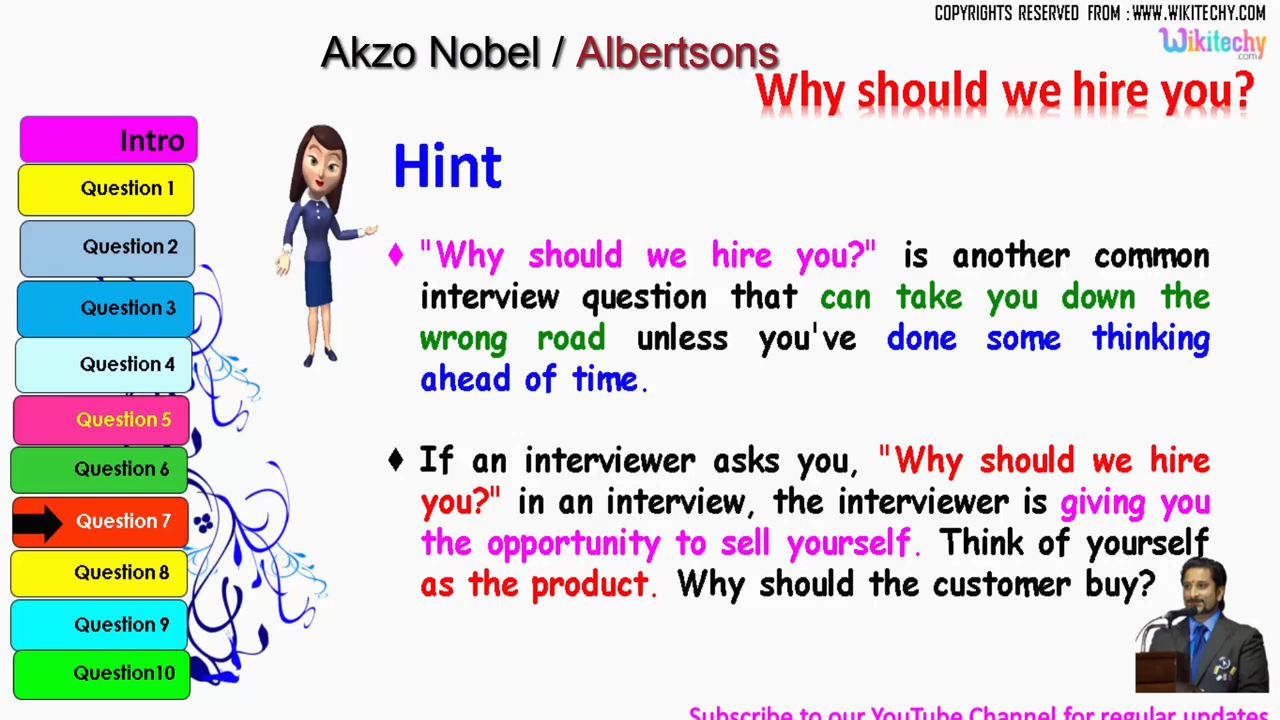 COPYRIGHTS RESERVED FROM : WWW.WIKITECHY.COM
Wikitechy
.com
Akzo Nobel / Albertsons
Why should we hire you?
Intro
Question 1
Question 2
Question 3
Question 4
Question 5
Question 6
Question 7
Question 8
Question 9
Question10
Hint
"Why should we hire you?" is another common
interview question that can take you down the
wrong road unless you've done some thinking
ahead of time.
If an interviewer asks you, "Why should we hire
you?" in an interview, the interviewer is giving you
the opportunity to sell yourself. Think of yourself
as the product. Why should the customer buy?
Subscribe to our YouTube Channel for regular updates